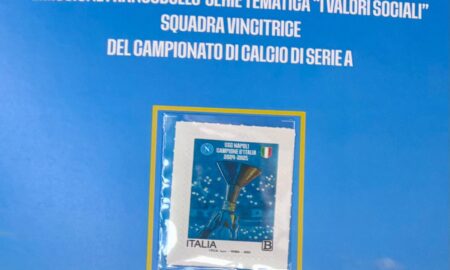 EMISSIONE FRANCOBOLLO SERIE TEMATICA "I VALORI SOCIALI"
SQUADRA VINCITRICE
DEL CAMPIONATO DI CALCIO DI SERIE A
SSC NAPOLI
CAMPIONE D'ITALIA
2024-2025
ITALIA
B